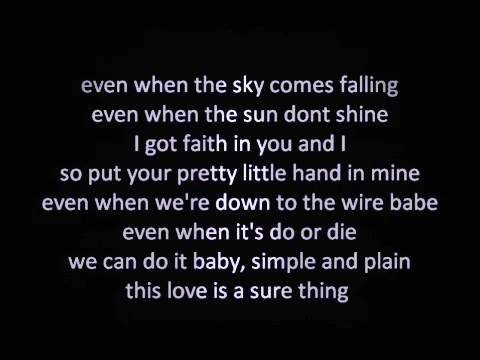 even when the sky comes falling
even when the sun dont shine
I got faith in you and I
so put your pretty little hand in mine
even when we're down to the wire babe
even when it's do or die
we can do it baby, simple and plain
this love is a sure thing